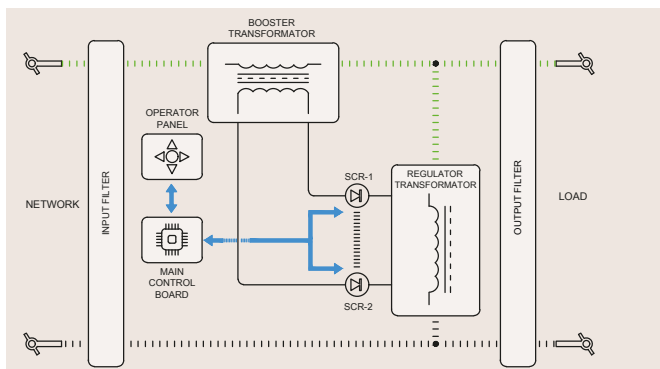 BOOSTER
TRANSFORMATOR
OPERATOR
PANEL
NETWORK
INPUT FILTER
MAIN
CONTROL
BOARD
SCR-1
SCR-2
REGULATOR
TRANSFORMATOR
OUTPUT FILTER
LOAD